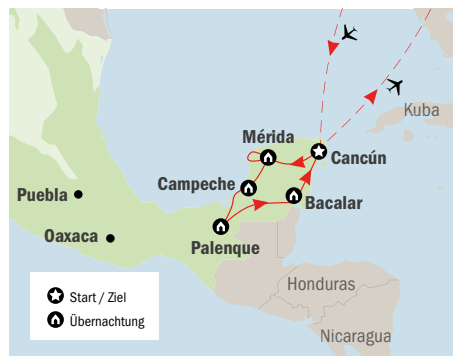 Kuba
Mérida
Cancún
Campeche
Puebla
Bacalar
Oaxaca
Palenque
Honduras
Start / Ziel
Übernachtung
Nicaragua